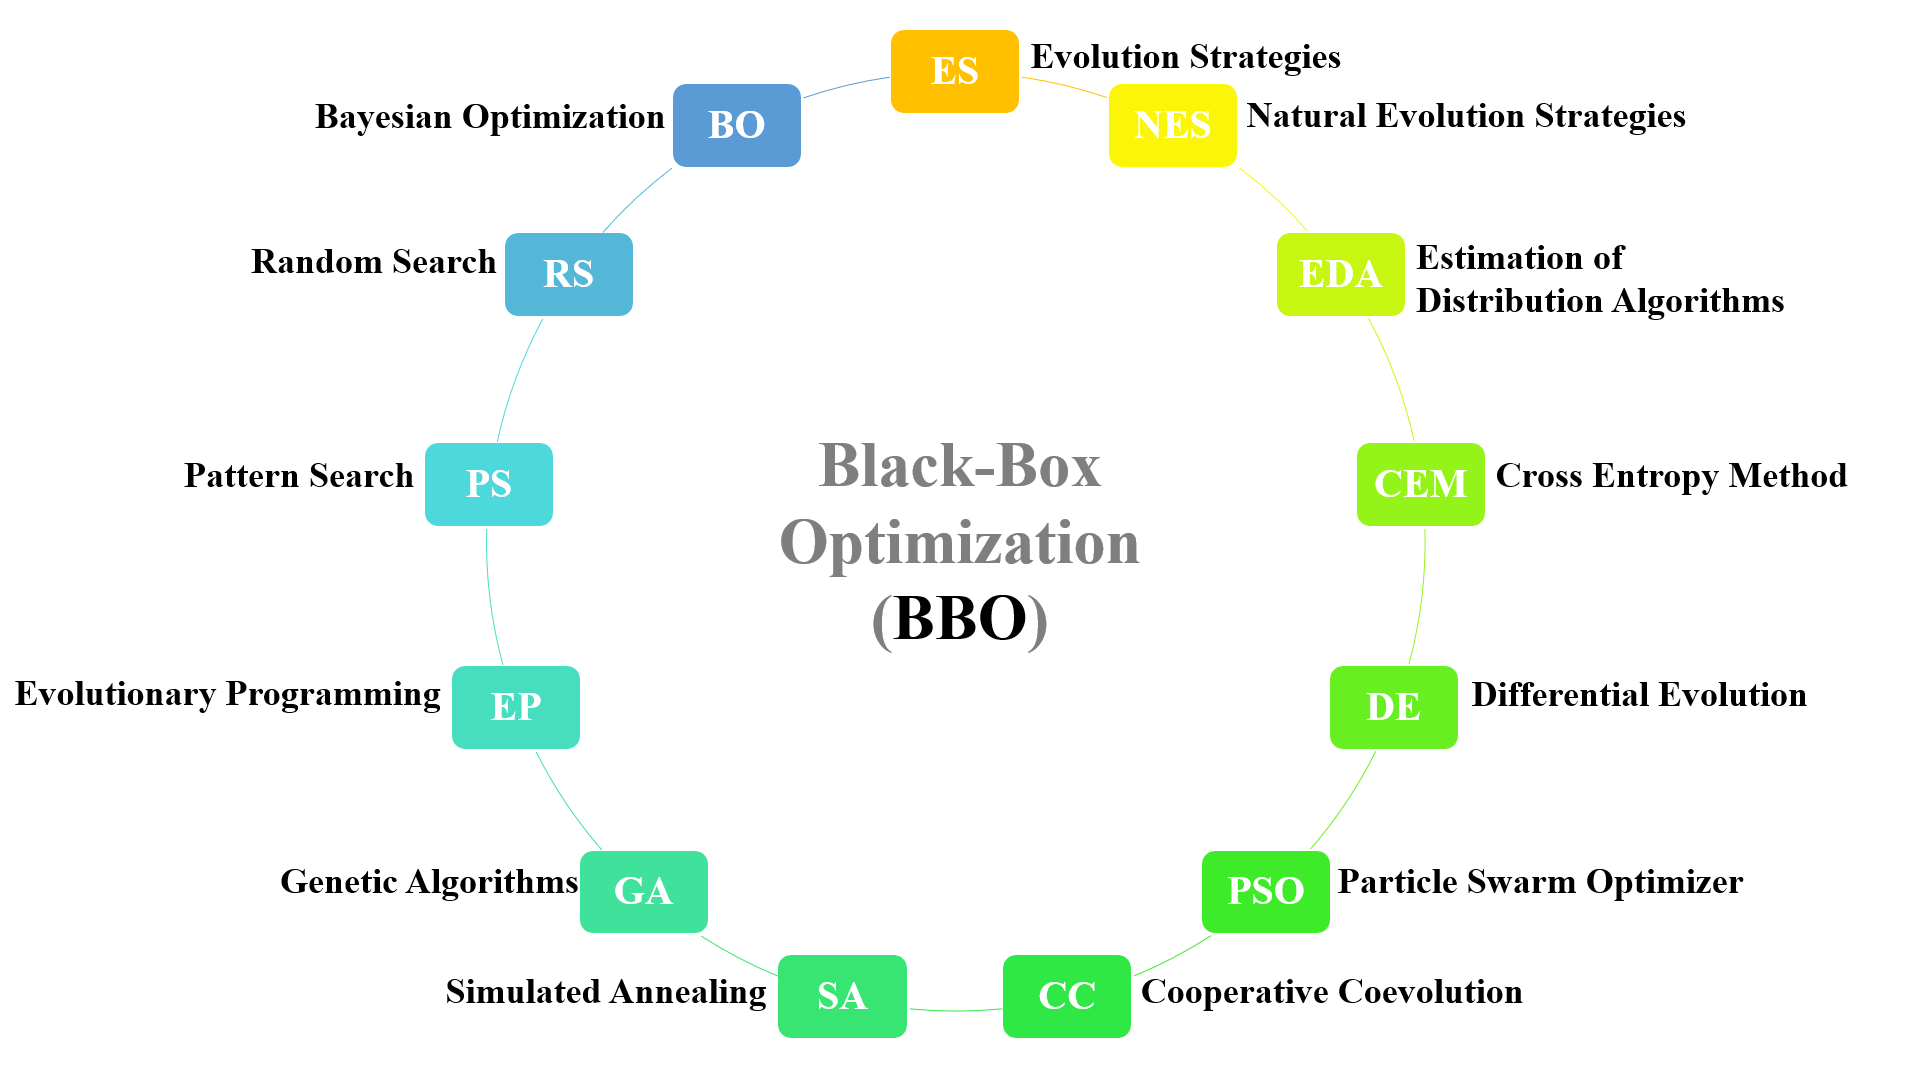 ES
Evolution Strategies
BO
Bayesian Optimization
NES
Natural Evolution Strategies
RS
Random Search
EDA
Estimation of
Distribution Algorithms
PS
Pattern Search
CEM
Cross Entropy Method
Black-Box
Optimization
(BBO)
EP
Evolutionary Programming
DE
Differential Evolution
GA
Genetic Algorithms
PSO
Particle Swarm Optimizer
SA
Simulated Annealing
CC
Cooperative Coevolution